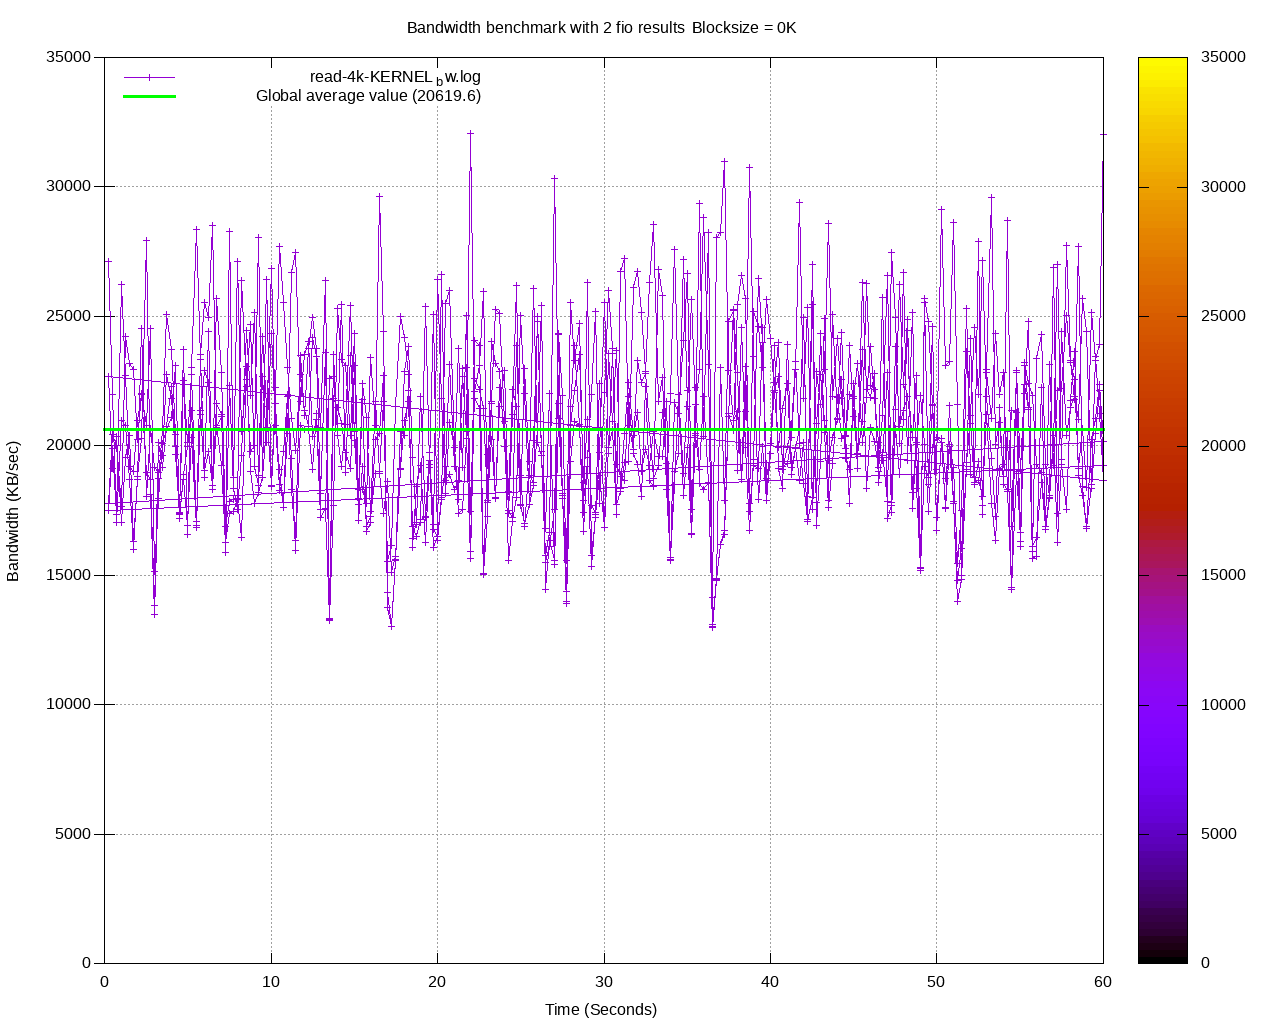 Bandwidth benchmark with 2 fio results Blocksize = 0K
read-4k-KERNEL_bw.log
Global average value (20619.6)
35000
30000
25000
20000
15000
10000
5000
0
Bandwidth (KB/sec)
0 10 20 30 40 50 60
Time (Seconds)
35000
30000
25000
20000
15000
10000
5000
0